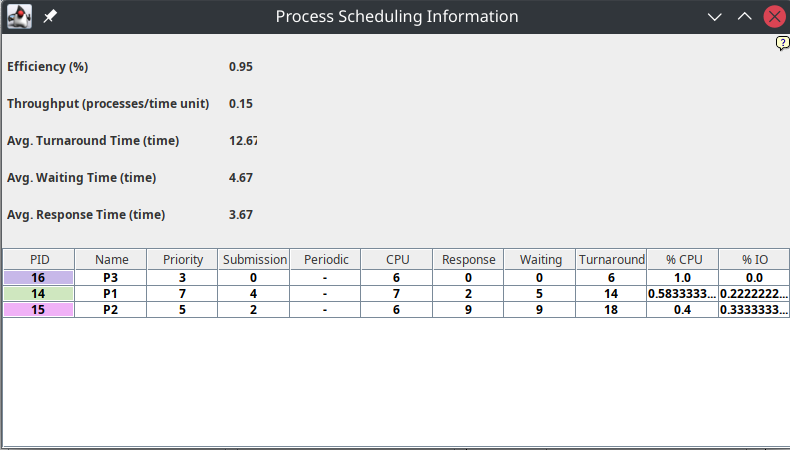 Process Scheduling Information
?
Efficiency (%) 0.95
Throughput (processes/time unit) 0.15
Avg. Turnaround Time (time) 12.67
Avg. Waiting Time (time) 4.67
Avg. Response Time (time) 3.67
PID Name Priority Submission Periodic CPU Response Waiting Turnaround % CPU % IO
16 P3 3 0 - 6 0 0 6 1.0 0.0
14 P1 7 4 - 7 2 5 14 0.5833333... 0.2222222...
15 P2 5 2 - 6 9 9 18 0.4 0.3333333...